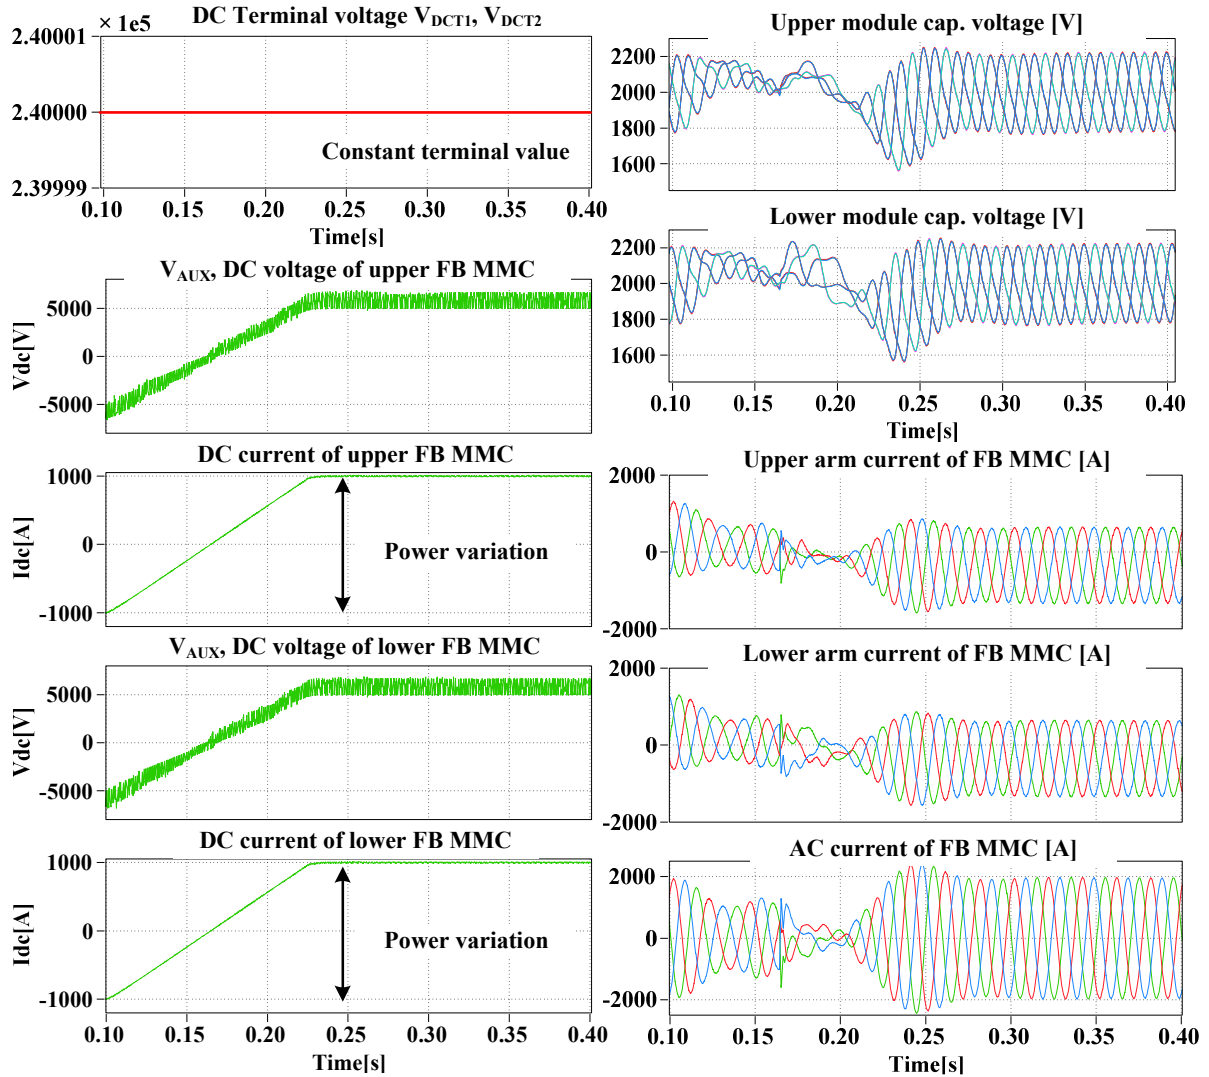 DC Terminal voltage VDCT1, VDCT2
× 1e5
2.40001
2.40000
2.39999
Constant terminal value
0.10 0.15 0.20 0.25 0.30 0.35 0.40
Time[s]
VAUX, DC voltage of upper FB MMC
Vdc[V]
5000
0
-5000
DC current of upper FB MMC
Idc[A]
1000
0
-1000
Power variation
VAUX, DC voltage of lower FB MMC
Vdc[V]
5000
0
-5000
DC current of lower FB MMC
Idc[A]
1000
0
-1000
Power variation
0.10 0.15 0.20 0.25 0.30 0.35 0.40
Time[s]
Upper module cap. voltage [V]
2200
2000
1800
1600
Lower module cap. voltage [V]
2200
2000
1800
1600
0.10 0.15 0.20 0.25 0.30 0.35 0.40
Time[s]
Upper arm current of FB MMC [A]
2000
0
-2000
Lower arm current of FB MMC [A]
2000
0
-2000
AC current of FB MMC [A]
2000
0
-2000
0.10 0.15 0.20 0.25 0.30 0.35 0.40
Time[s]